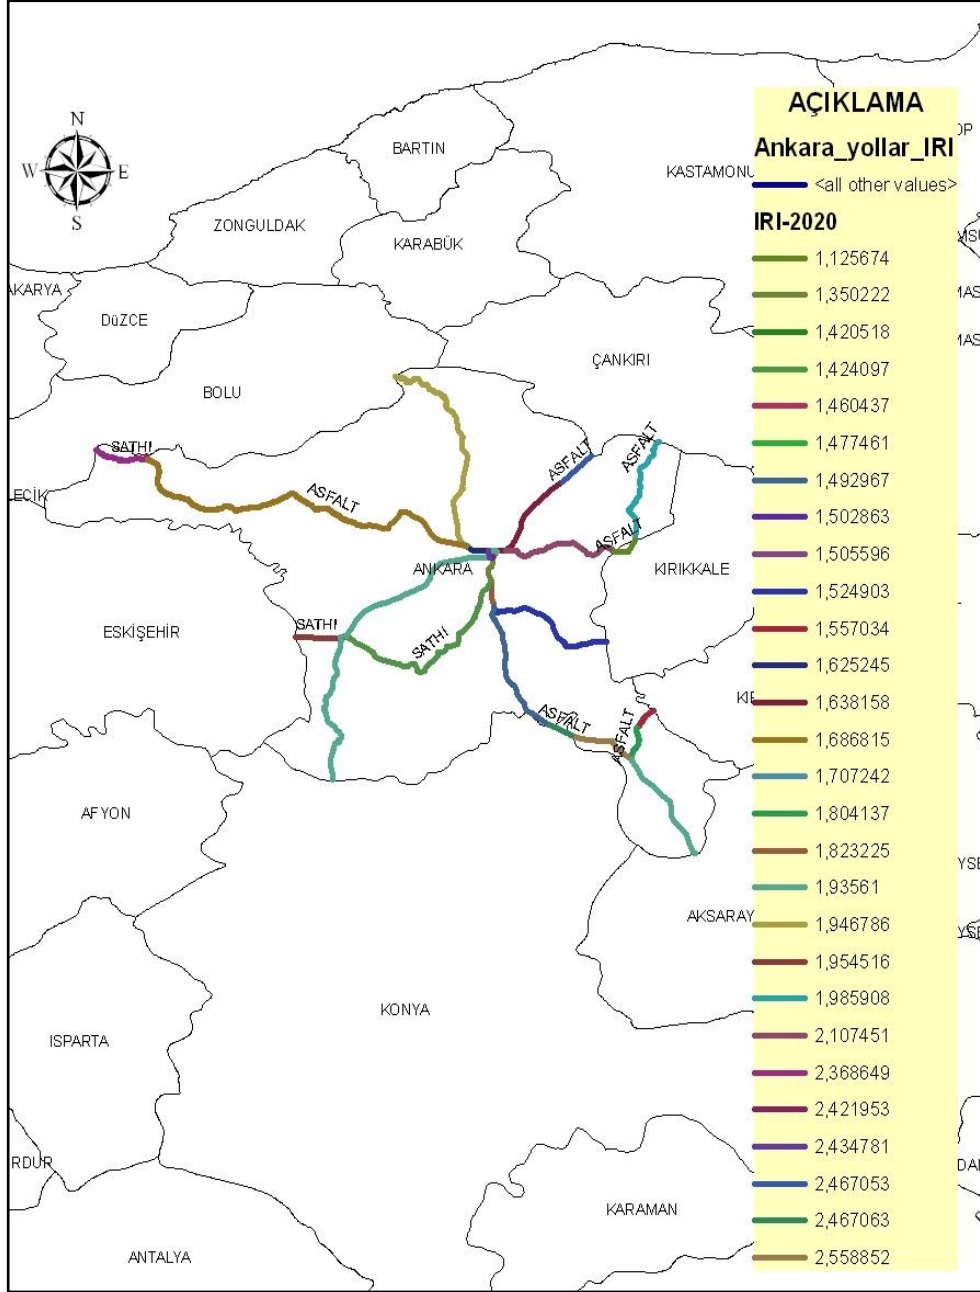 N
W E
S
BARTIN
KASTAMONU
ZONGULDAK
KARABÜK
AKARYA
DüZCE
ÇANKIRI
BOLU
SATHI
ASFALT
ASFALT
ASFALT
ASFALT
ECİK
ANKARA
KIRIKKALE
ESKİŞEHİR
SATHI
SATHI
ASFALT
ASFALT
AFYON
AKSARAY
KONYA
ISPARTA
RDUR
KARAMAN
ANTALYA
AÇIKLAMA
Ankara_yollar_IRI
<all other values>
IRI-2020
1,125674
1,350222
1,420518
1,424097
1,460437
1,477461
1,492967
1,502863
1,505596
1,524903
1,557034
1,625245
1,638158
1,686815
1,707242
1,804137
1,823225
1,93561
1,946786
1,954516
1,985908
2,107451
2,368649
2,421953
2,434781
2,467053
2,467063
2,558852